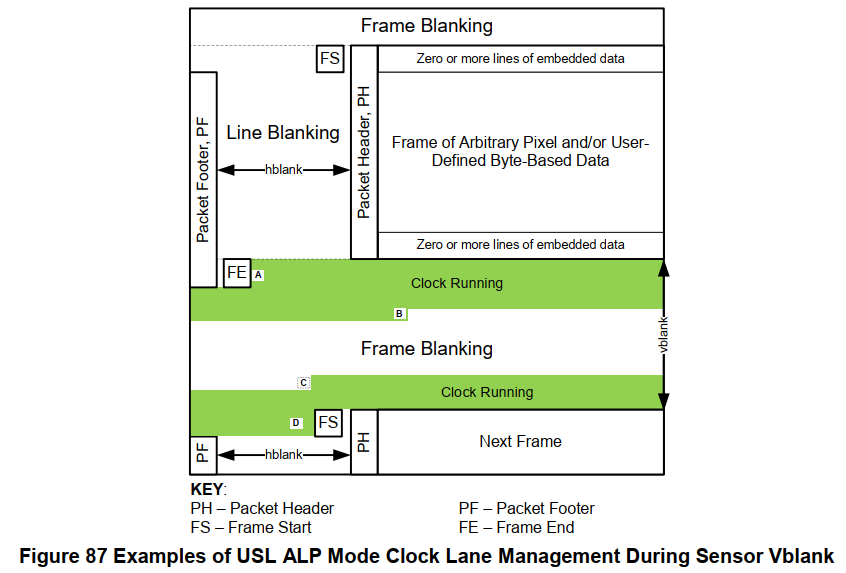 Frame Blanking
FS
Zero or more lines of embedded data
Packet Footer, PF
Line Blanking
hblank
Packet Header, PH
Frame of Arbitrary Pixel and/or User-
Defined Byte-Based Data
Zero or more lines of embedded data
FE
A
Clock Running
B
Frame Blanking
vblank
C
Clock Running
D
FS
PF
hblank
PH
Next Frame
KEY:
PH – Packet Header
PF – Packet Footer
FS – Frame Start
FE – Frame End
Figure 87 Examples of USL ALP Mode Clock Lane Management During Sensor Vblank